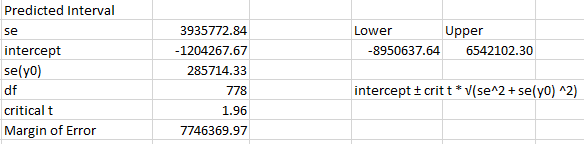 Predicted Interval
se 3935772.84 Lower Upper
intercept -1204267.67 -8950637.64 6542102.30
se(y0) 285714.33
df 778 intercept ± crit t * √(se^2 + se(y0) ^2)
critical t 1.96
Margin of Error 7746369.97